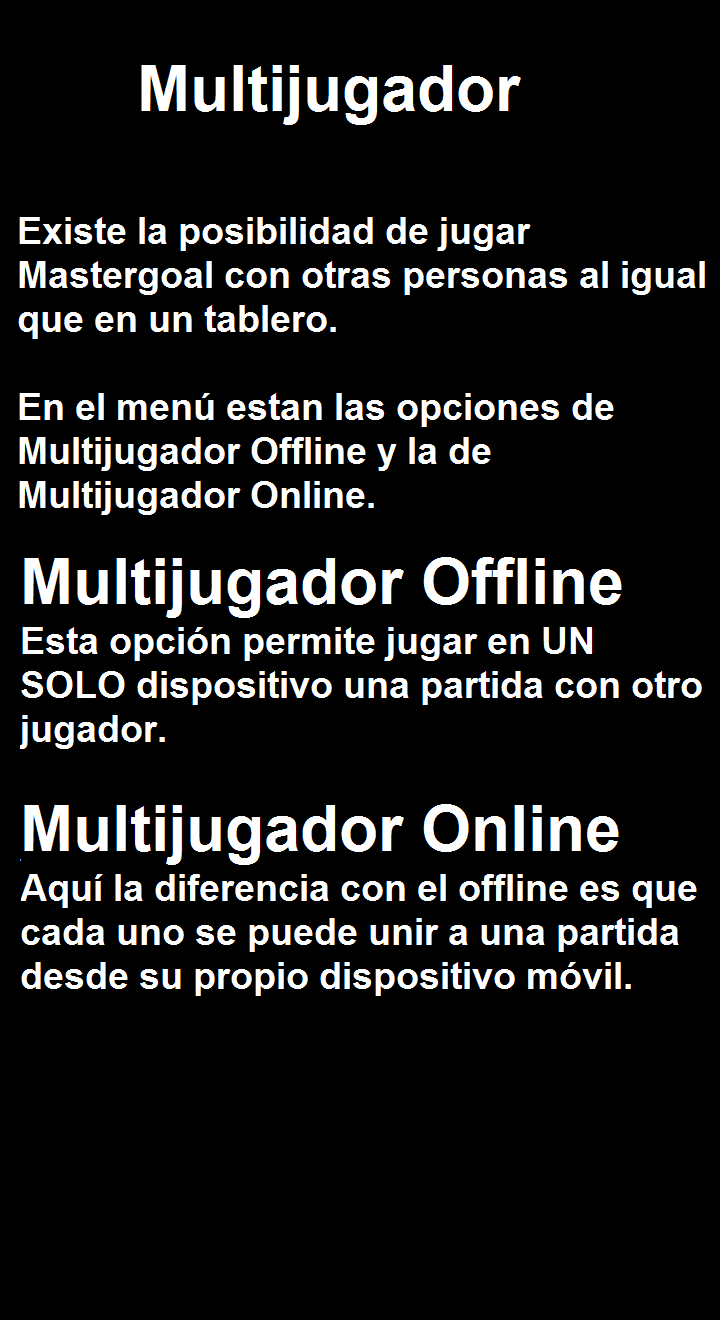 Multijugador
Existe la posibilidad de jugar
Mastergoal con otras personas al igual
que en un tablero.
En el menú estan las opciones de
Multijugador Offline y la de
Multijugador Online.
Multijugador Offline
Esta opción permite jugar en UN
SOLO dispositivo una partida con otro
jugador.
Multijugador Online
Aquí la diferencia con el offline es que
cada uno se puede unir a una partida
desde su propio dispositivo móvil.